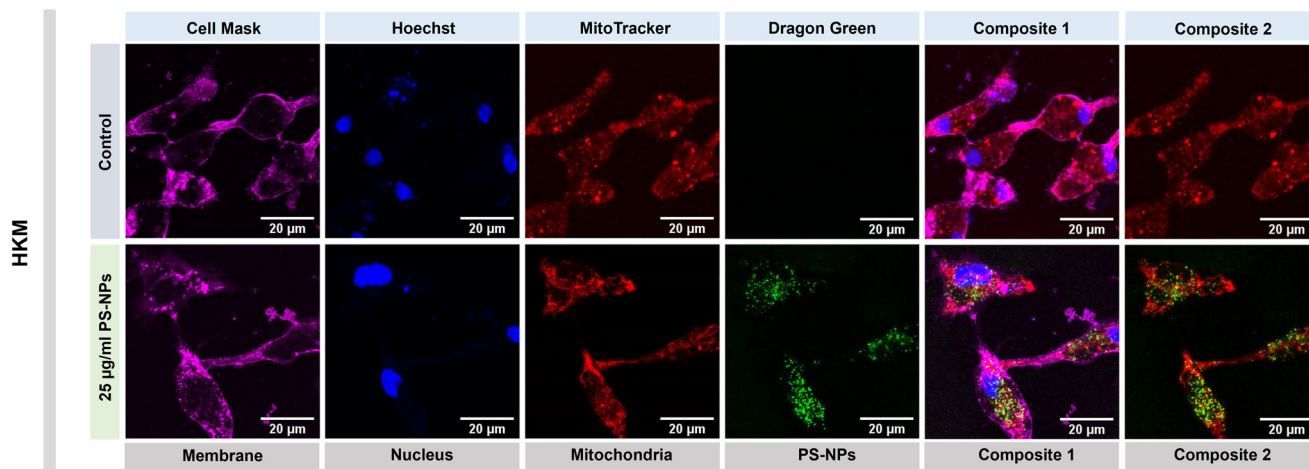 HKM
Cell Mask
Hoechst
MitoTracker
Dragon Green
Composite 1
Composite 2
Control
20 µm
20 µm
20 µm
20 µm
20 µm
20 µm
25 µg/ml PS-NPs
20 µm
20 µm
20 µm
20 µm
20 µm
20 µm
Membrane
Nucleus
Mitochondria
PS-NPs
Composite 1
Composite 2